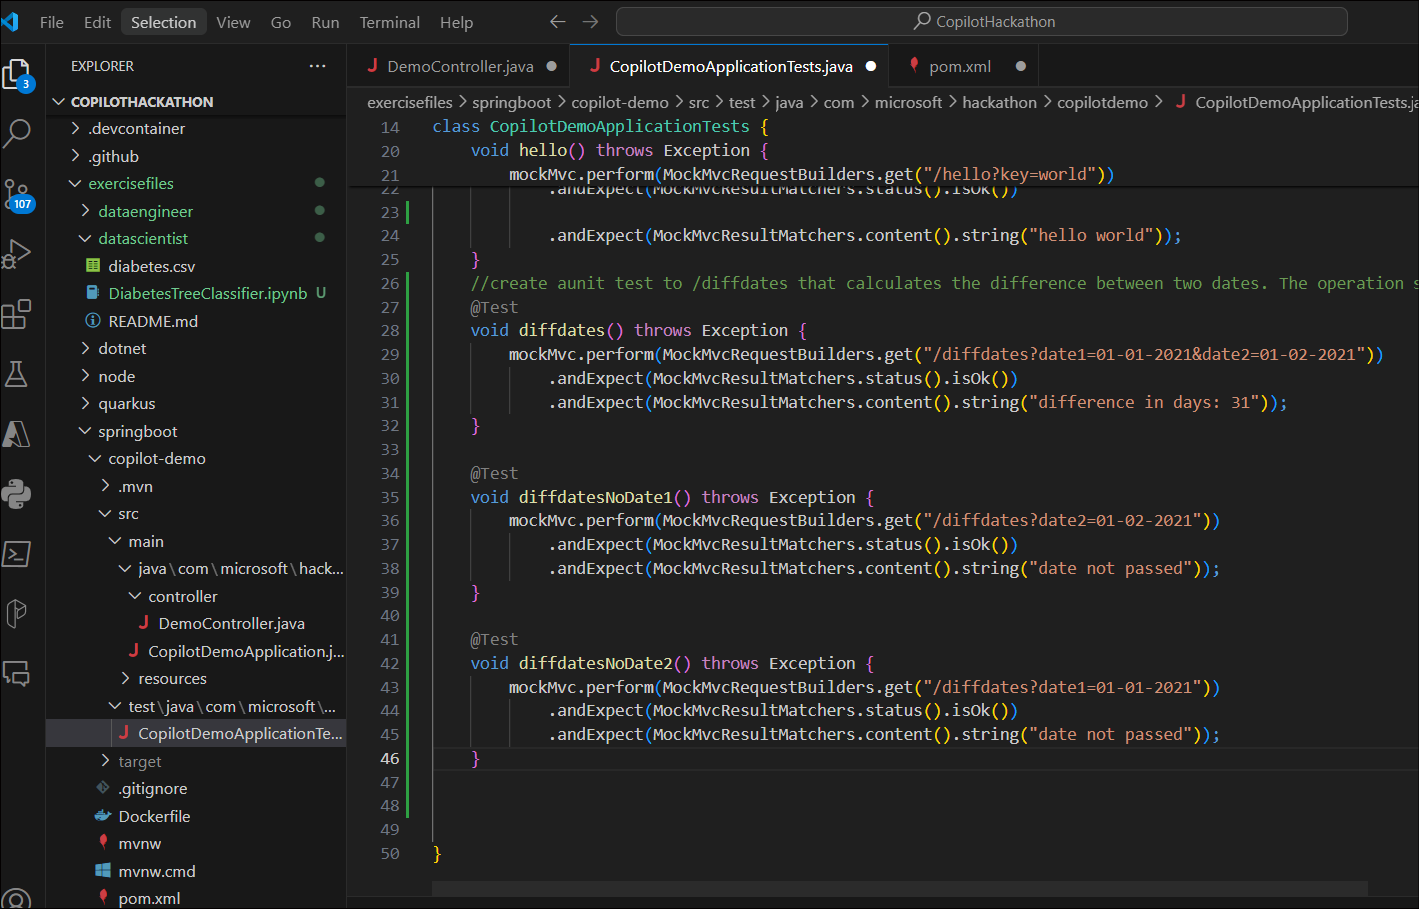 File Edit Selection View Go Run Terminal Help
CopilotHackathon
3
107
EXPLORER
COPILOTHACKATHON
.devcontainer
.github
exercisefiles
dataengineer
datascientist
diabetes.csv
DiabetesTreeClassifier.ipynb U
README.md
dotnet
node
quarkus
springboot
copilot-demo
.mvn
src
main
java\com\microsoft\hack...
controller
DemoController.java
CopilotDemoApplication.j...
resources
test\java\com\microsoft\...
CopilotDemoApplicationTe...
target
.gitignore
Dockerfile
mvnw
mvnw.cmd
pom.xml
DemoController.java
CopilotDemoApplicationTests.java
pom.xml
exercisefiles > springboot > copilot-demo > src > test > java > com > microsoft > hackathon > copilotdemo > CopilotDemoApplicationTests.ja
14 class CopilotDemoApplicationTests {
20 void hello() throws Exception {
21 mockMvc.perform(MockMvcRequestBuilders.get("/hello?key=world"))
22 .andExpect(MockMvcResultMatchers.status().isOk())
23
24 .andExpect(MockMvcResultMatchers.content().string("hello world"));
25 }
26 //create aunit test to /diffdates that calculates the difference between two dates. The operation s
27 @Test
28 void diffdates() throws Exception {
29 mockMvc.perform(MockMvcRequestBuilders.get("/diffdates?date1=01-01-2021&date2=01-02-2021"))
30 .andExpect(MockMvcResultMatchers.status().isOk())
31 .andExpect(MockMvcResultMatchers.content().string("difference in days: 31"));
32 }
33
34 @Test
35 void diffdatesNoDate1() throws Exception {
36 mockMvc.perform(MockMvcRequestBuilders.get("/diffdates?date2=01-02-2021"))
37 .andExpect(MockMvcResultMatchers.status().isOk())
38 .andExpect(MockMvcResultMatchers.content().string("date not passed"));
39 }
40
41 @Test
42 void diffdatesNoDate2() throws Exception {
43 mockMvc.perform(MockMvcRequestBuilders.get("/diffdates?date1=01-01-2021"))
44 .andExpect(MockMvcResultMatchers.status().isOk())
45 .andExpect(MockMvcResultMatchers.content().string("date not passed"));
46 }
47
48
49
50 }